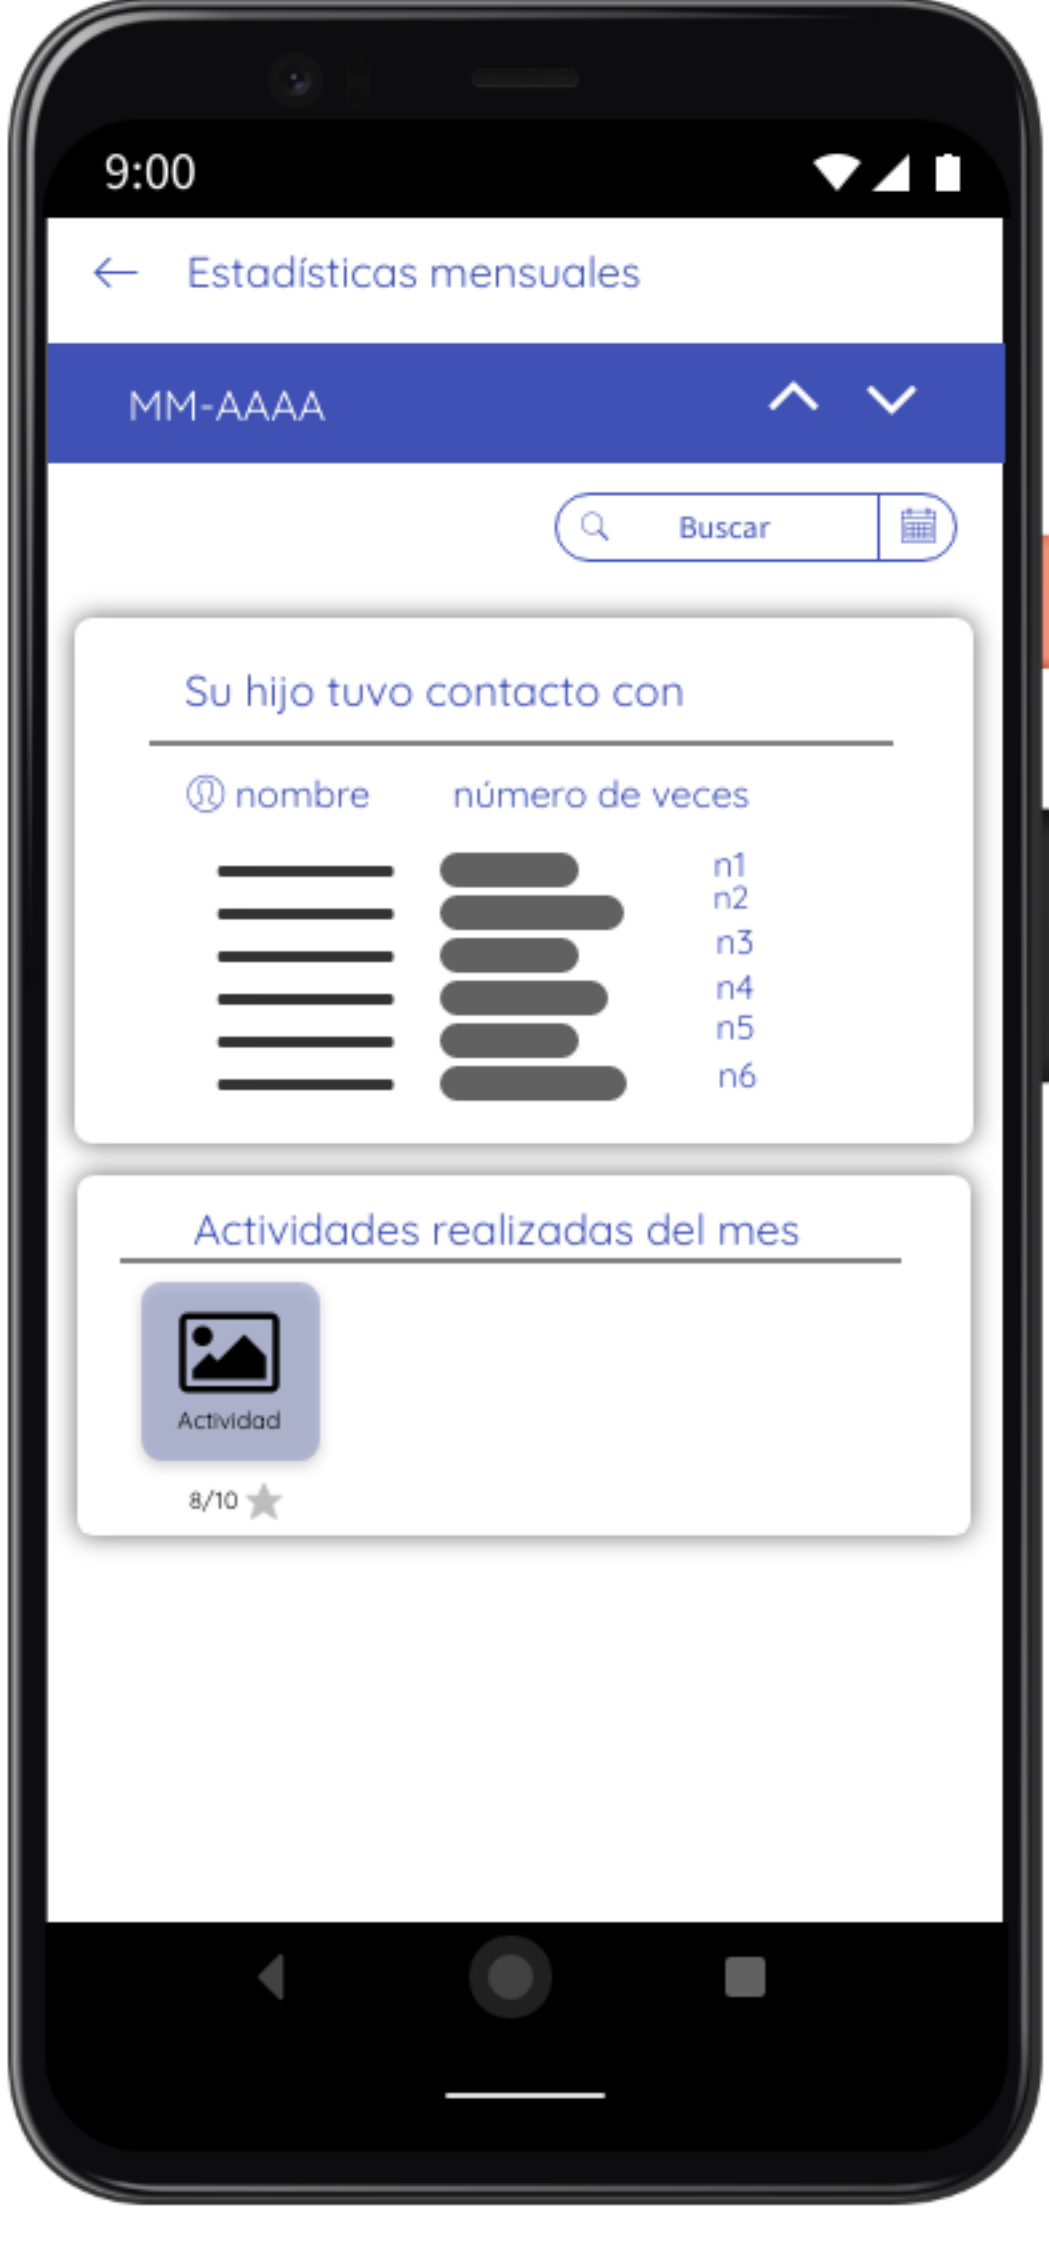 9:00
Estadísticas mensuales
MM-AAAA
Buscar
Su hijo tuvo contacto con
nombre número de veces
n1
n2
n3
n4
n5
n6
Actividades realizadas del mes
Actividad
8/10